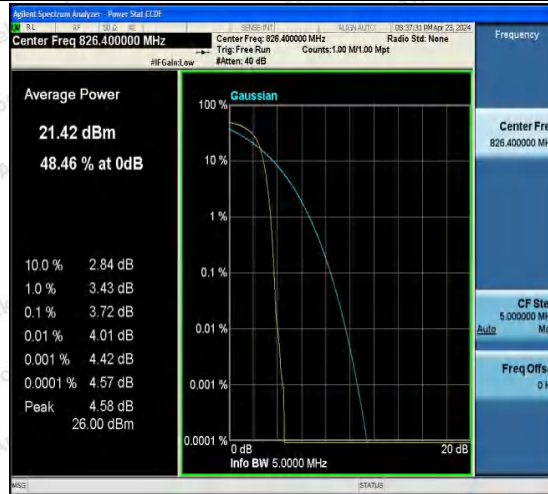 Agilent Spectrum Analyzer - Power Stat CCDF
RL RF 50 Ω SENSE:INT ALIGN AUTO 08:37:31 PM Apr 23, 2024
Center Freq 826.400000 MHz
Center Freq: 826.400000 MHz Radio Std: None
Trig: Free Run Counts:1.00 M/1.00 Mpt
#IFGain:Low #Atten: 40 dB
Frequency
Average Power
21.42 dBm
48.46 % at 0dB
10.0 % 2.84 dB
1.0 % 3.43 dB
0.1 % 3.72 dB
0.01 % 4.01 dB
0.001 % 4.42 dB
0.0001 % 4.57 dB
Peak 4.58 dB
26.00 dBm
Gaussian
100 %
10 %
1 %
0.1 %
0.01 %
0.001 %
0.0001 %
0 dB 20 dB
Info BW 5.0000 MHz
Center Fre
826.400000 MH
CF Ste
5.000000 MH
Auto M
Freq Offs
0 H
MSG STATUS